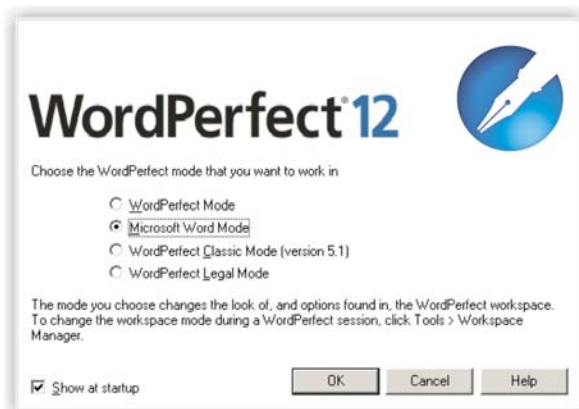 WordPerfect® 12
Choose the WordPerfect mode that you want to work in
WordPerfect Mode
Microsoft Word Mode
WordPerfect Classic Mode (version 5.1)
WordPerfect Legal Mode
The mode you choose changes the look of, and options found in, the WordPerfect workspace.
To change the workspace mode during a WordPerfect session, click Tools > Workspace
Manager.
Show at startup
OK
Cancel
Help